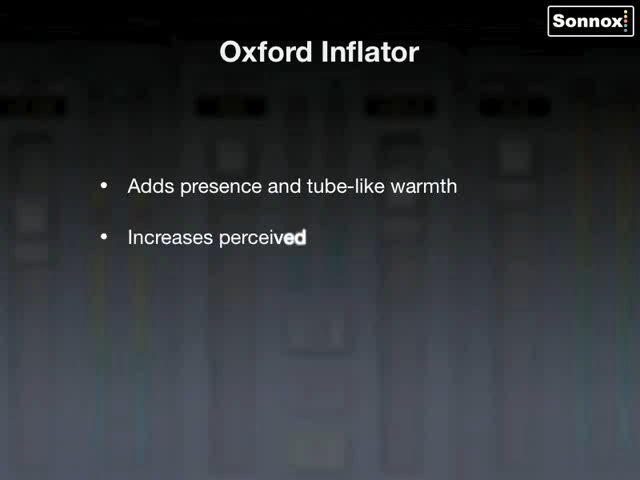 Sonnox
Oxford Inflator
• Adds presence and tube-like warmth
• Increases perceived